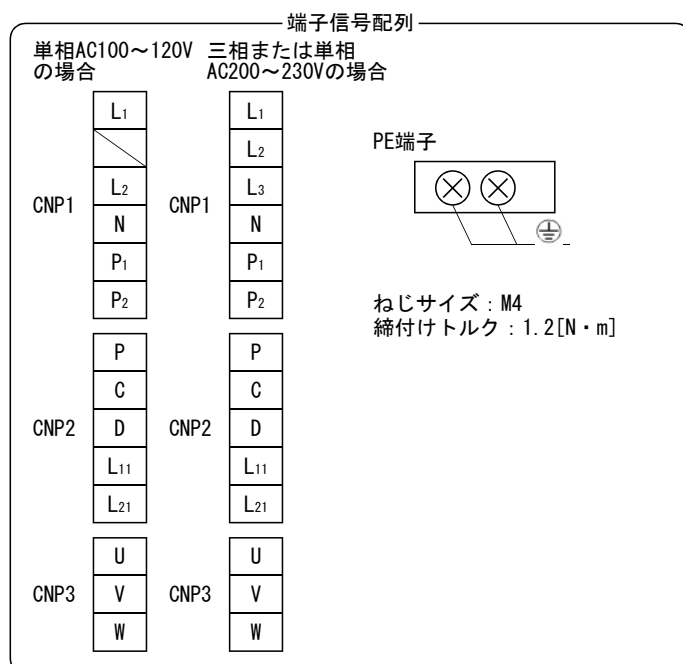 端子信号配列
単相AC100～120V
の場合
三相または単相
AC200～230Vの場合
CNP1
L1
L2
N
P1
P2
CNP2
P
C
D
L11
L21
CNP3
U
V
W
CNP1
L1
L2
L3
N
P1
P2
CNP2
P
C
D
L11
L21
CNP3
U
V
W
PE端子
ねじサイズ：M4
締付けトルク：1.2[N・m]